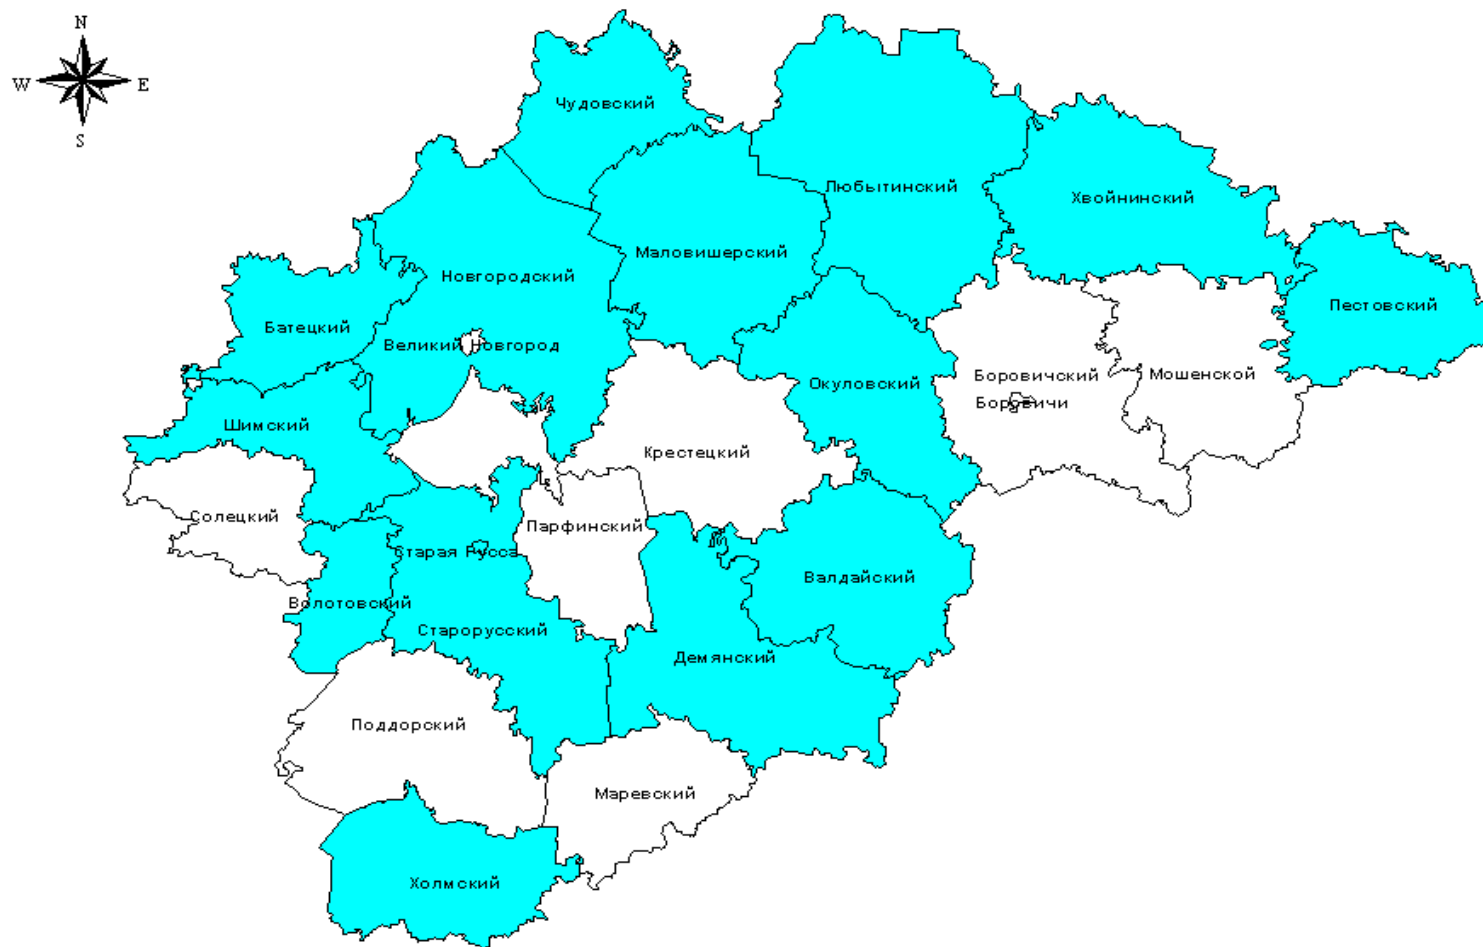 N
W E
S
Чудовский
Любытинский
Хвойнинский
Маловишерский
Новгородский
Пестовский
Батецкий
Великий Новгород
Окуловский
Боровичский
Мошенской
Боровичи
Шимский
Крестецкий
Солецкий
Парфинский
Старая Русса
Валдайский
Волотовский
Старорусский
Демянский
Поддорский
Маревский
Холмский